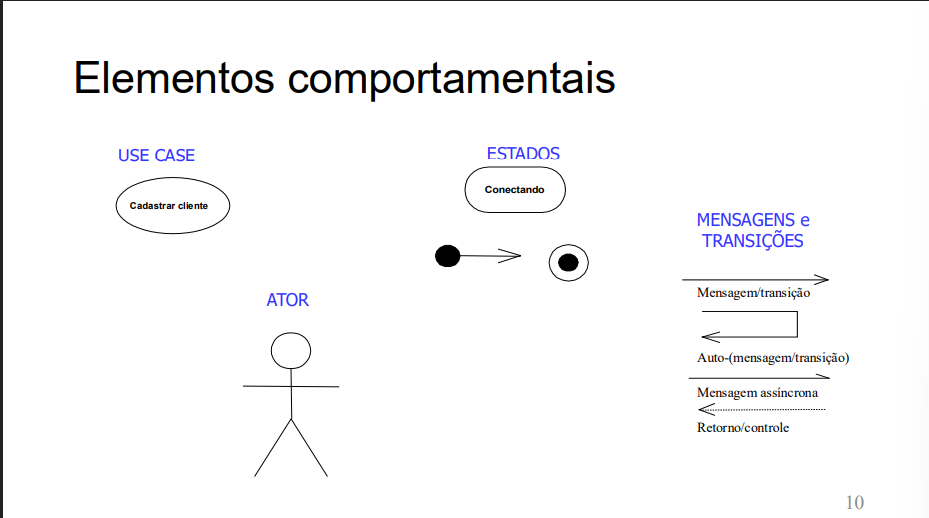 Elementos comportamentais
USE CASE
Cadastrar cliente
ESTADOS
Conectando
ATOR
MENSAGENS e
TRANSIÇÕES
Mensagem/transição
Auto-(mensagem/transição)
Mensagem assíncrona
Retorno/controle
10